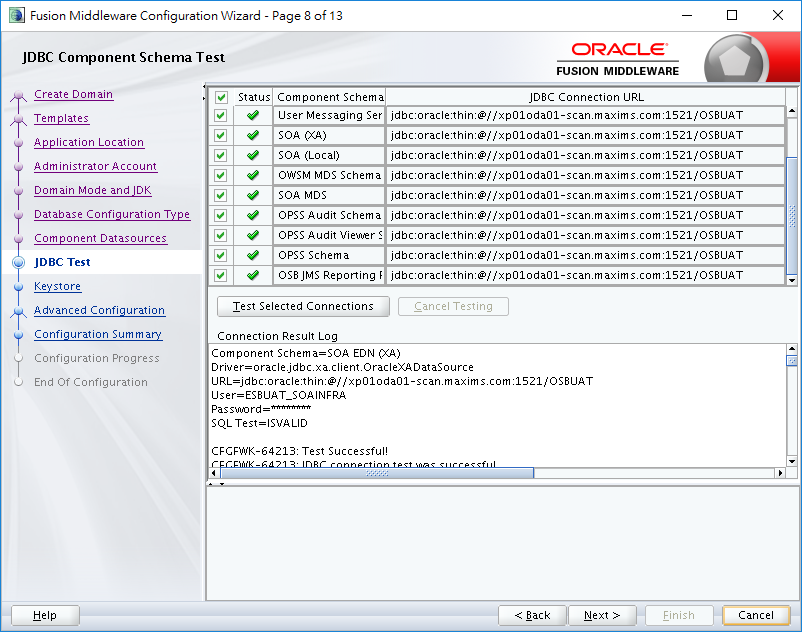 Fusion Middleware Configuration Wizard - Page 8 of 13
JDBC Component Schema Test
ORACLE
FUSION MIDDLEWARE
Create Domain
Templates
Application Location
Administrator Account
Domain Mode and JDK
Database Configuration Type
Component Datasources
JDBC Test
Keystore
Advanced Configuration
Configuration Summary
Configuration Progress
End Of Configuration
Status Component Schema JDBC Connection URL
User Messaging Ser jdbc:oracle:thin:@//xp01oda01-scan.maxims.com:1521/OSBUAT
SOA (XA) jdbc:oracle:thin:@//xp01oda01-scan.maxims.com:1521/OSBUAT
SOA (Local) jdbc:oracle:thin:@//xp01oda01-scan.maxims.com:1521/OSBUAT
OWSM MDS Schema jdbc:oracle:thin:@//xp01oda01-scan.maxims.com:1521/OSBUAT
SOA MDS jdbc:oracle:thin:@//xp01oda01-scan.maxims.com:1521/OSBUAT
OPSS Audit Schema jdbc:oracle:thin:@//xp01oda01-scan.maxims.com:1521/OSBUAT
OPSS Audit Viewer S jdbc:oracle:thin:@//xp01oda01-scan.maxims.com:1521/OSBUAT
OPSS Schema jdbc:oracle:thin:@//xp01oda01-scan.maxims.com:1521/OSBUAT
OSB JMS Reporting P jdbc:oracle:thin:@//xp01oda01-scan.maxims.com:1521/OSBUAT
Test Selected Connections Cancel Testing
Connection Result Log
Component Schema=SOA EDN (XA)
Driver=oracle.jdbc.xa.client.OracleXADataSource
URL=jdbc:oracle:thin:@//xp01oda01-scan.maxims.com:1521/OSBUAT
User=ESBUAT_SOAINFRA
Password=********
SQL Test=ISVALID
CFGFWK-64213: Test Successful!
CFGFWK-64213: JDBC connection test was successful
Help < Back Next > Finish Cancel